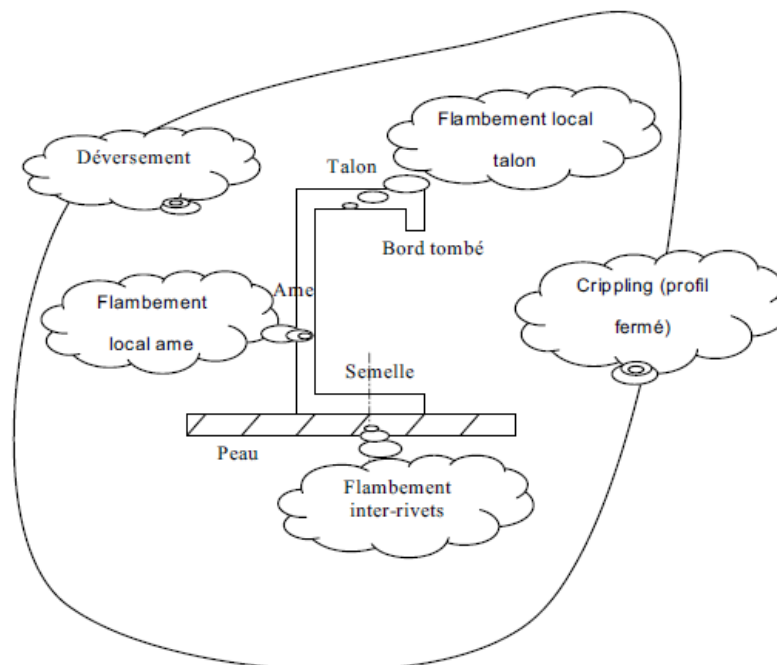 Flambement local
talon
Déversement
Talon
Bord tombé
Ame
Flambement
local ame
Crippling (profil
fermé)
Semelle
Peau
Flambement
inter-rivets